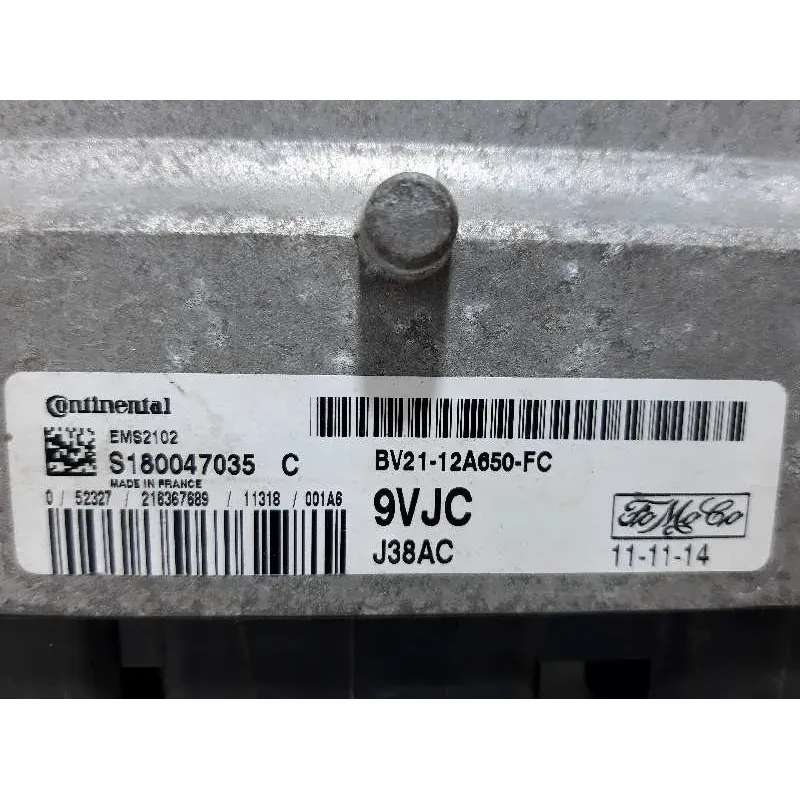 Continental
EMS2102
S180047035 C
MADE IN FRANCE
0 / 52327 / 216367689 / 11318 / 001A6
BV21-12A650-FC
9VJC
J38AC
FoMoCo
11-11-14